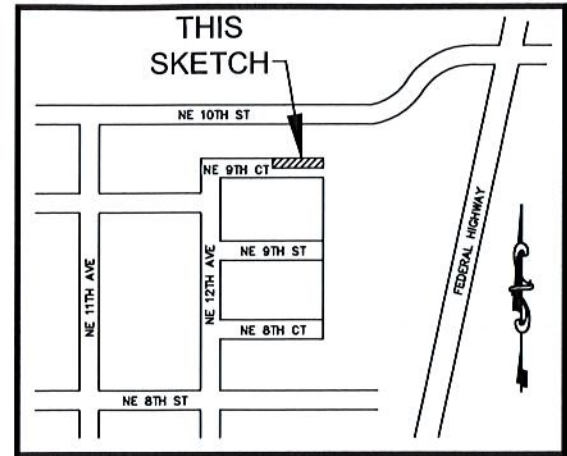 THIS
SKETCH
NE 10TH ST
NE 9TH CT
NE 11TH AVE
NE 12TH AVE
NE 9TH ST
NE 8TH CT
NE 8TH ST
FEDERAL HIGHWAY